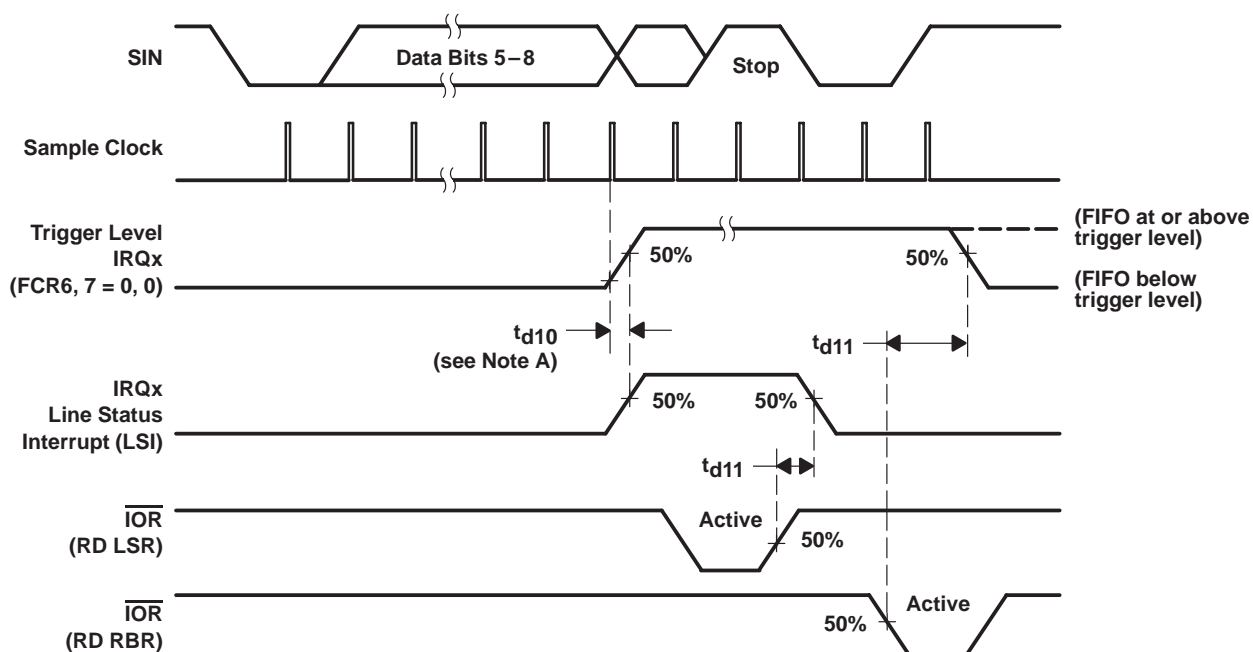 SIN
Data Bits 5–8
Stop
Sample Clock
Trigger Level
IRQx
(FCR6, 7 = 0, 0)
50%
50%
(FIFO at or above
trigger level)
(FIFO below
trigger level)
td10
(see Note A)
td11
IRQx
Line Status
Interrupt (LSI)
50%
50%
td11
IOR
(RD LSR)
Active
50%
IOR
(RD RBR)
50%
Active